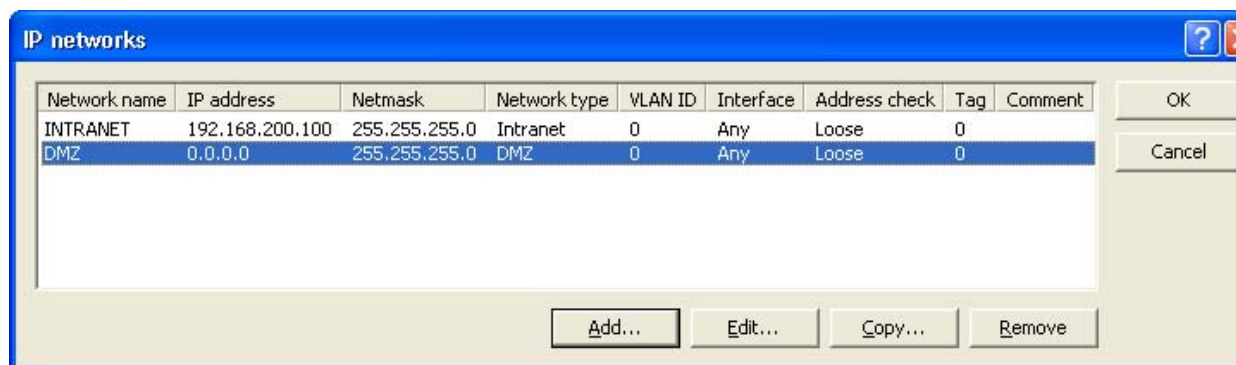 IP networks
Network name IP address Netmask Network type VLAN ID Interface Address check Tag Comment OK
INTRANET 192.168.200.100 255.255.255.0 Intranet 0 Any Loose 0
DMZ 0.0.0.0 255.255.255.0 DMZ 0 Any Loose 0 Cancel
Add... Edit... Copy... Remove